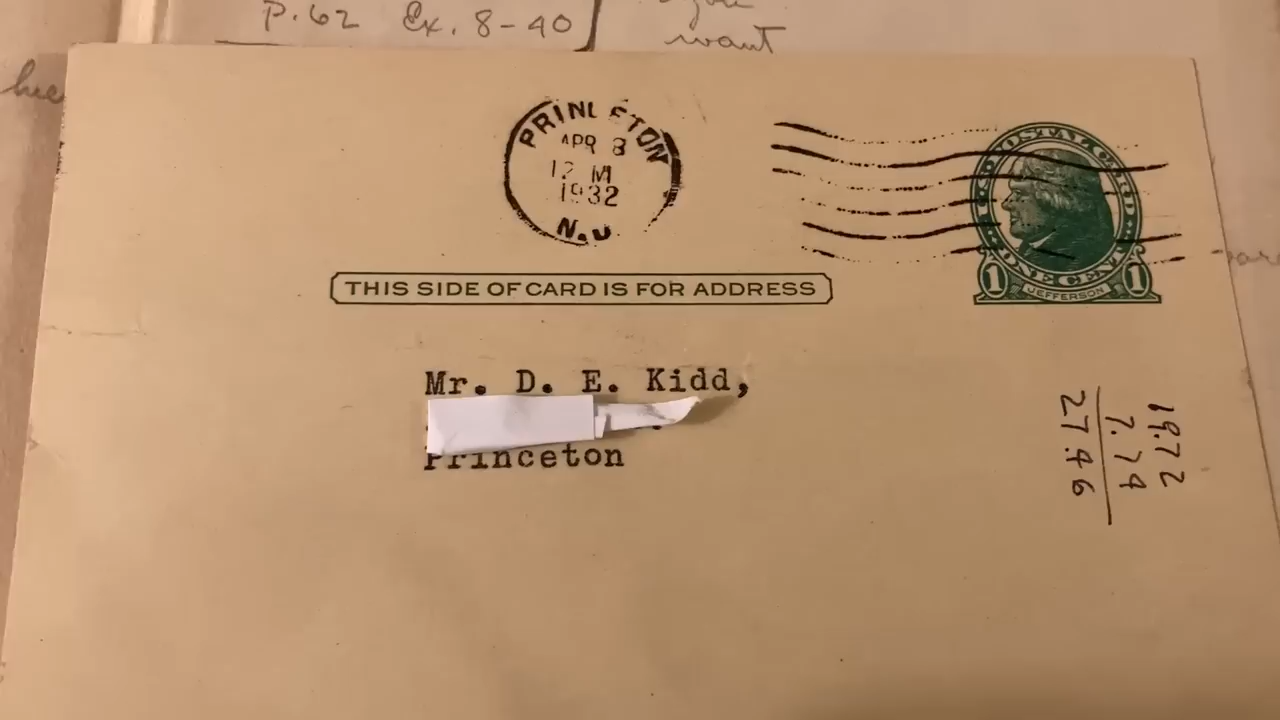 P.62 Ex. 8-40
want
PRINCETON
APR 8
12 M
1932
N.J.
U.S. POSTAL CARD
ONE CENT
1 JEFFERSON 1
THIS SIDE OF CARD IS FOR ADDRESS
Mr. D. E. Kidd,
Princeton
19.72
7.74
27.46